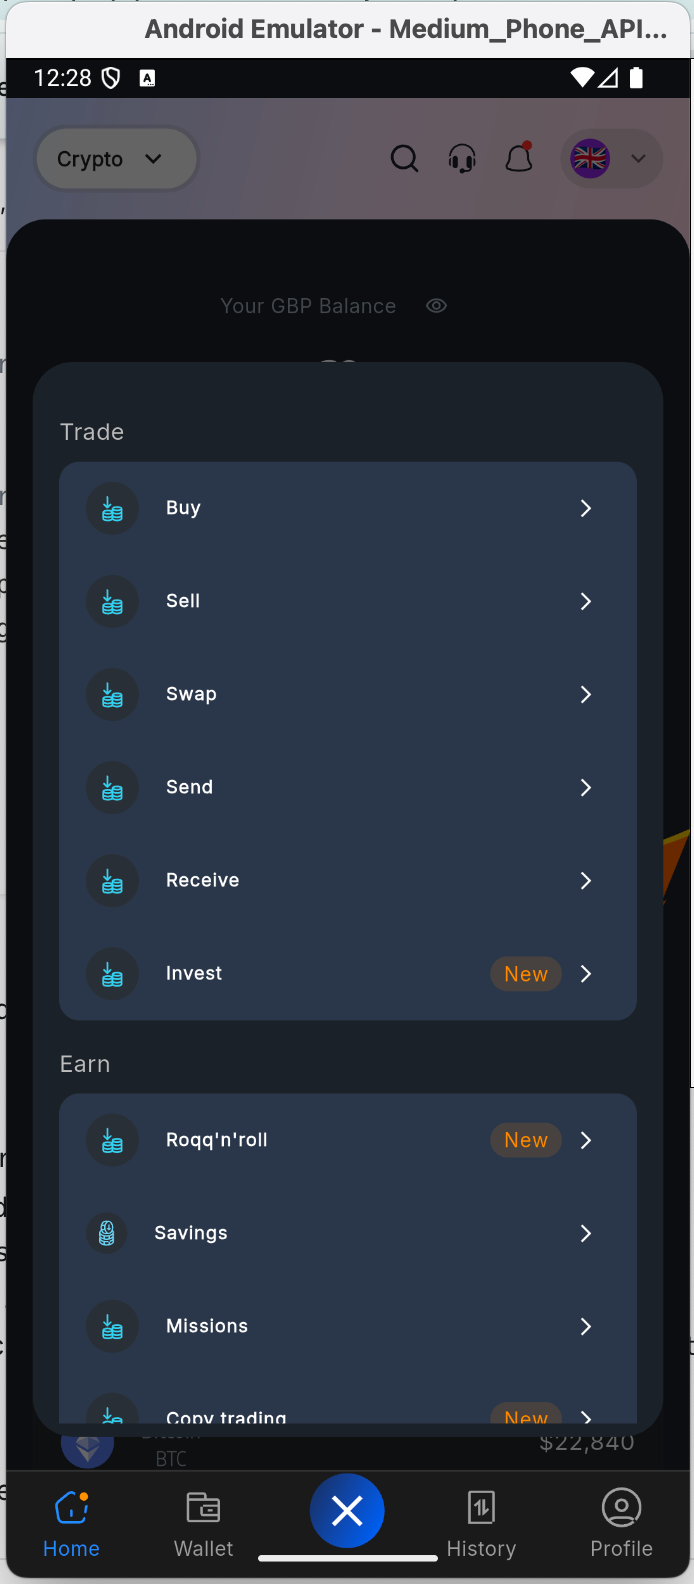 Android Emulator - Medium_Phone_API...
12:28
A
Crypto
Your GBP Balance
Trade
Buy
Sell
Swap
Send
Receive
Invest New
Earn
Roqq'n'roll New
Savings
Missions
Copy trading New
Bitcoin
BTC
$22,840
Home Wallet History Profile